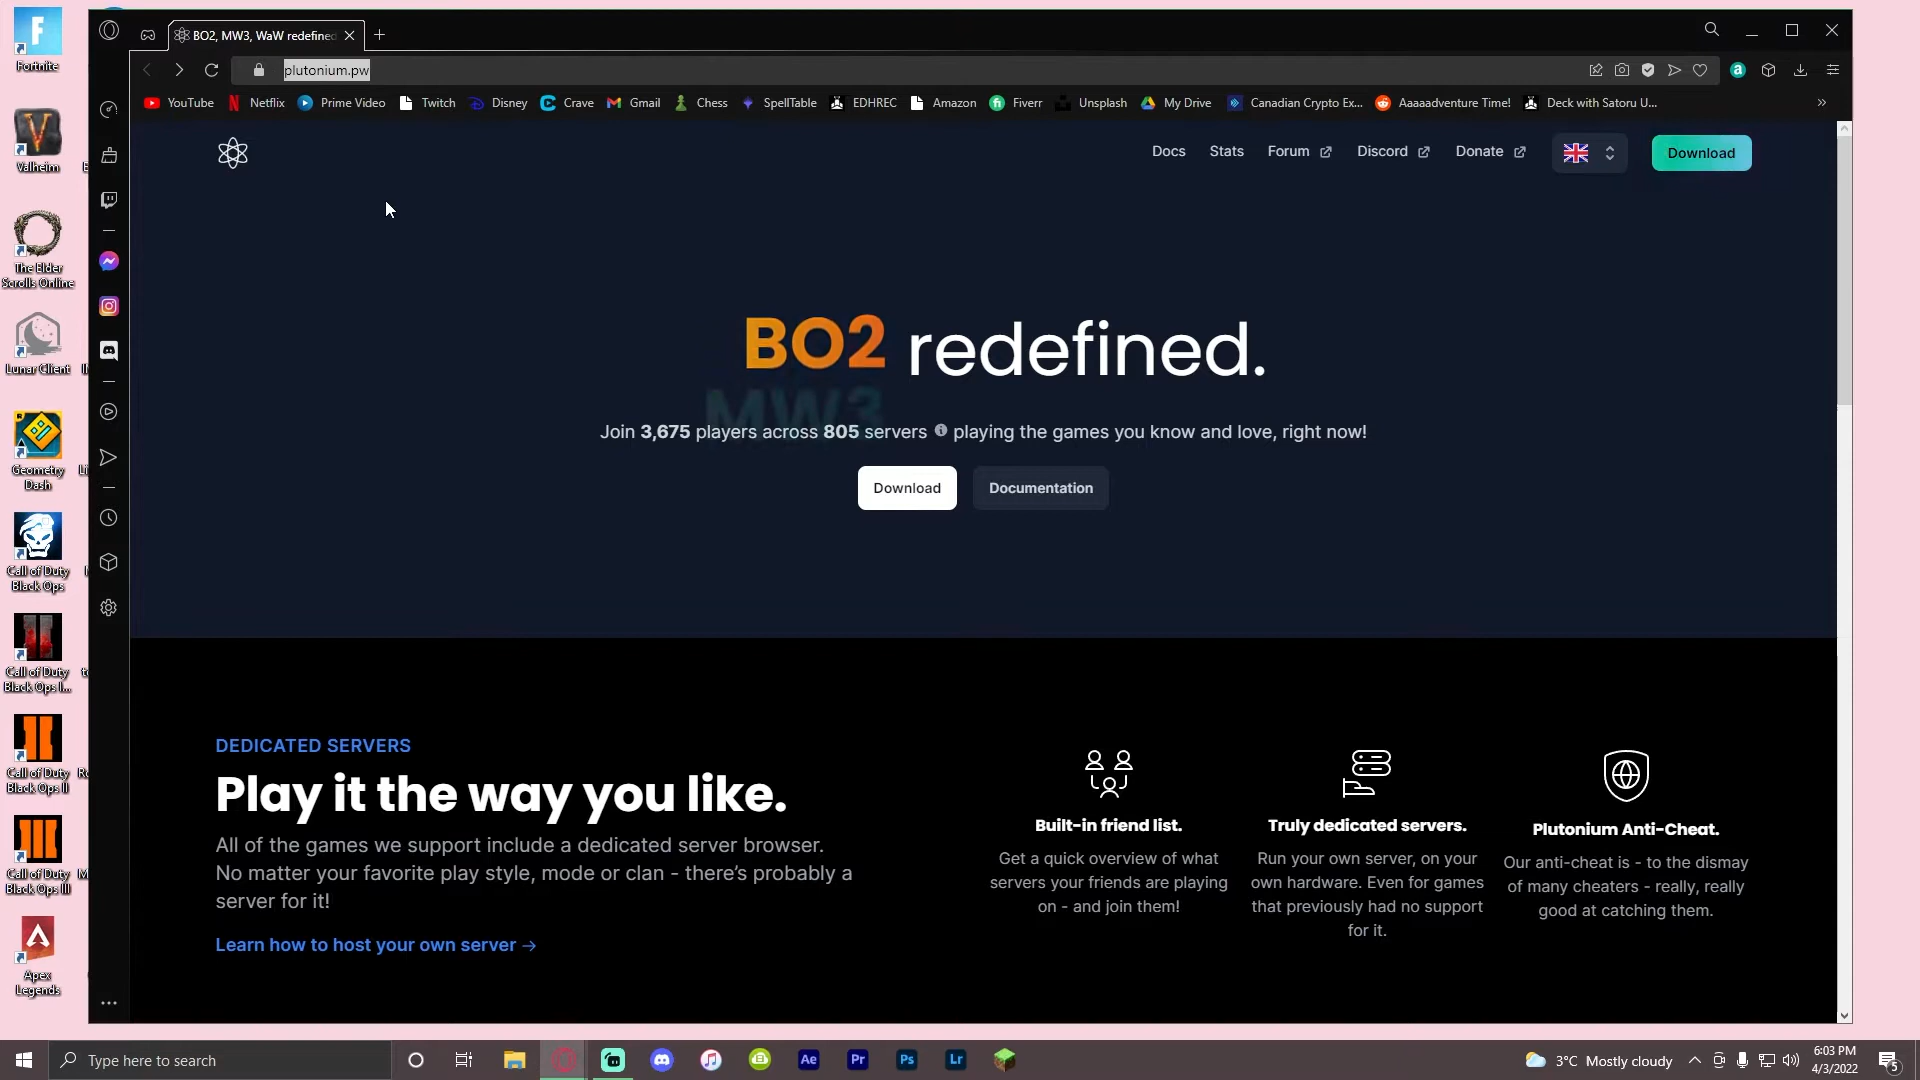 Fortnite
Valheim
The Elder
Scrolls Online
Lunar Client
Geometry
Dash
Call of Duty
Black Ops
Call of Duty
Black Ops I...
Call of Duty
Black Ops II
Call of Duty
Black Ops III
Apex
Legends
BO2, MW3, WaW redefined
plutonium.pw
YouTube Netflix Prime Video Twitch Disney Crave Gmail Chess SpellTable EDHREC Amazon Fiverr Unsplash My Drive Canadian Crypto Ex... Aaaaadventure Time! Deck with Satoru U... »
Docs Stats Forum Discord Donate Download
BO2 redefined.
MW3
Join 3,675 players across 805 servers playing the games you know and love, right now!
Download Documentation
DEDICATED SERVERS
Play it the way you like.
All of the games we support include a dedicated server browser.
No matter your favorite play style, mode or clan - there's probably a
server for it!
Learn how to host your own server →
Built-in friend list.
Get a quick overview of what
servers your friends are playing
on - and join them!
Truly dedicated servers.
Run your own server, on your
own hardware. Even for games
that previously had no support
for it.
Plutonium Anti-Cheat.
Our anti-cheat is - to the dismay
of many cheaters - really, really
good at catching them.
Type here to search
Ae Pr Ps Lr
3°C Mostly cloudy
6:03 PM
4/3/2022
5